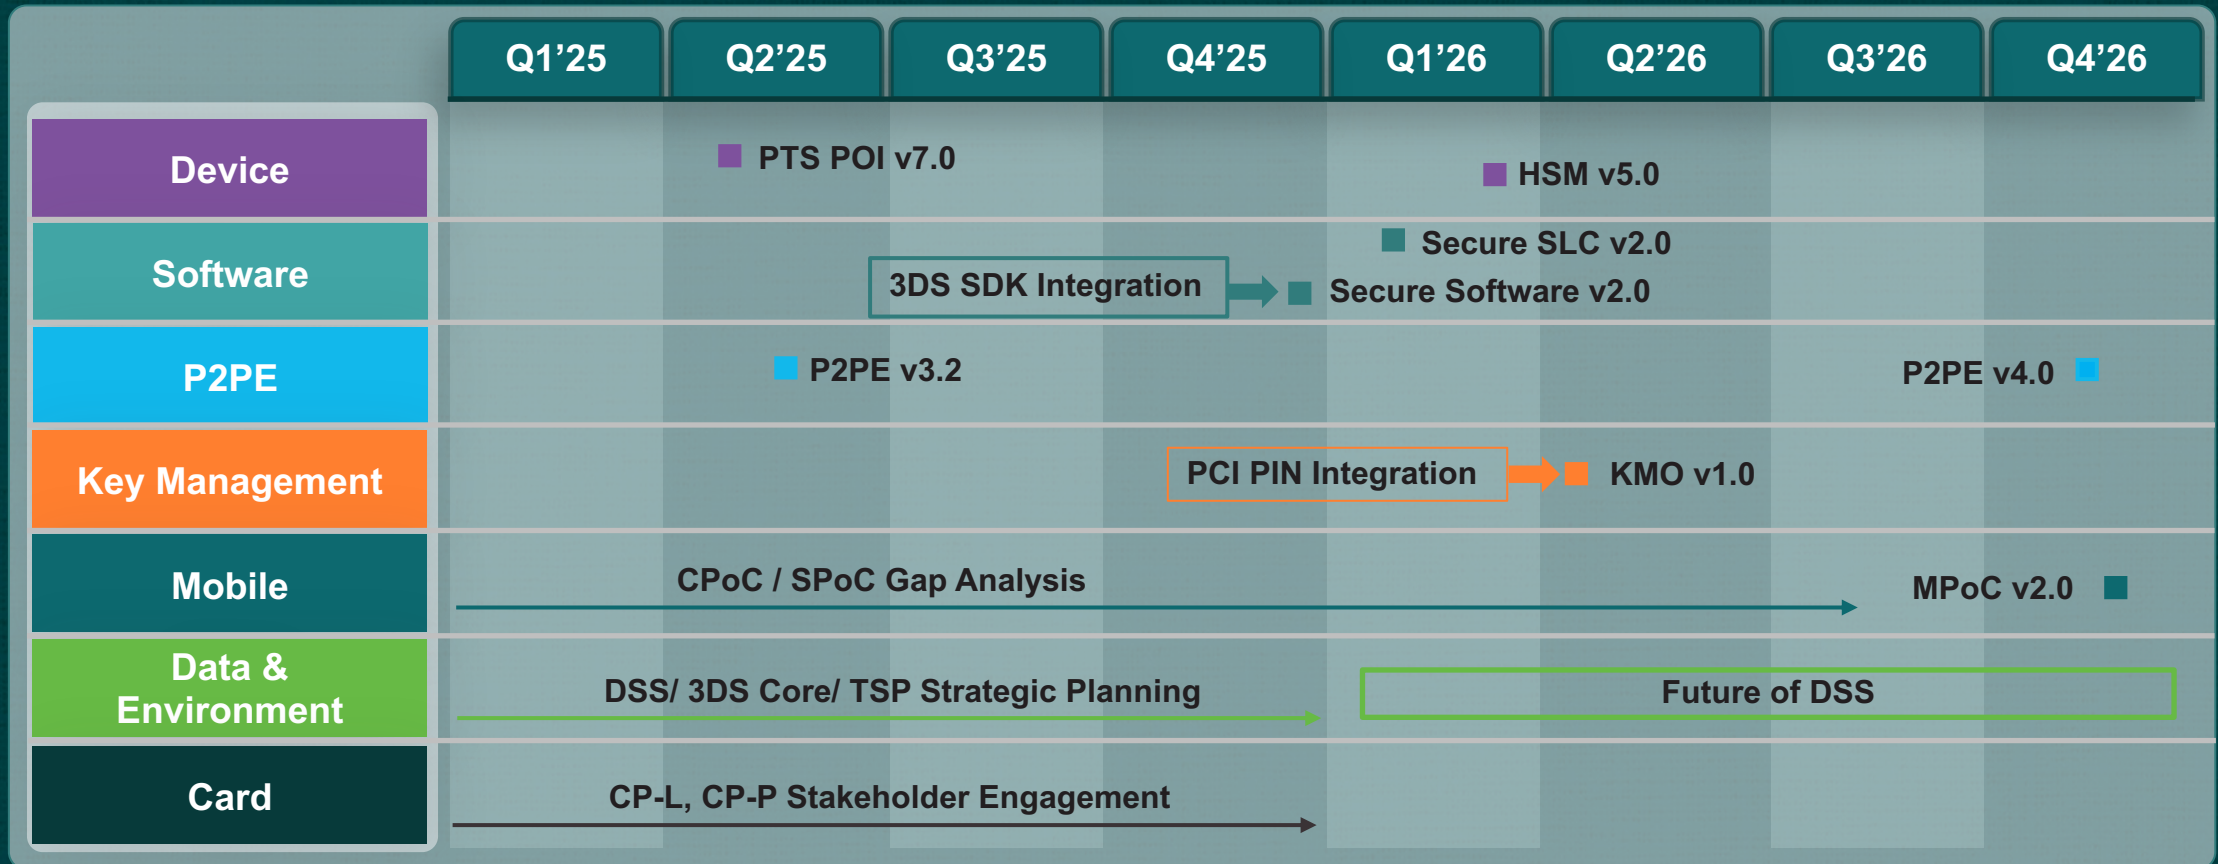 Q1’25
Q2’25
Q3’25
Q4’25
Q1’26
Q2’26
Q3’26
Q4’26
Device
PTS POI v7.0
HSM v5.0
Software
Secure SLC v2.0
3DS SDK Integration
Secure Software v2.0
P2PE
P2PE v3.2
P2PE v4.0
Key Management
PCI PIN Integration
KMO v1.0
Mobile
CPoC / SPoC Gap Analysis
MPoC v2.0
Data &
Environment
DSS/ 3DS Core/ TSP Strategic Planning
Future of DSS
Card
CP-L, CP-P Stakeholder Engagement